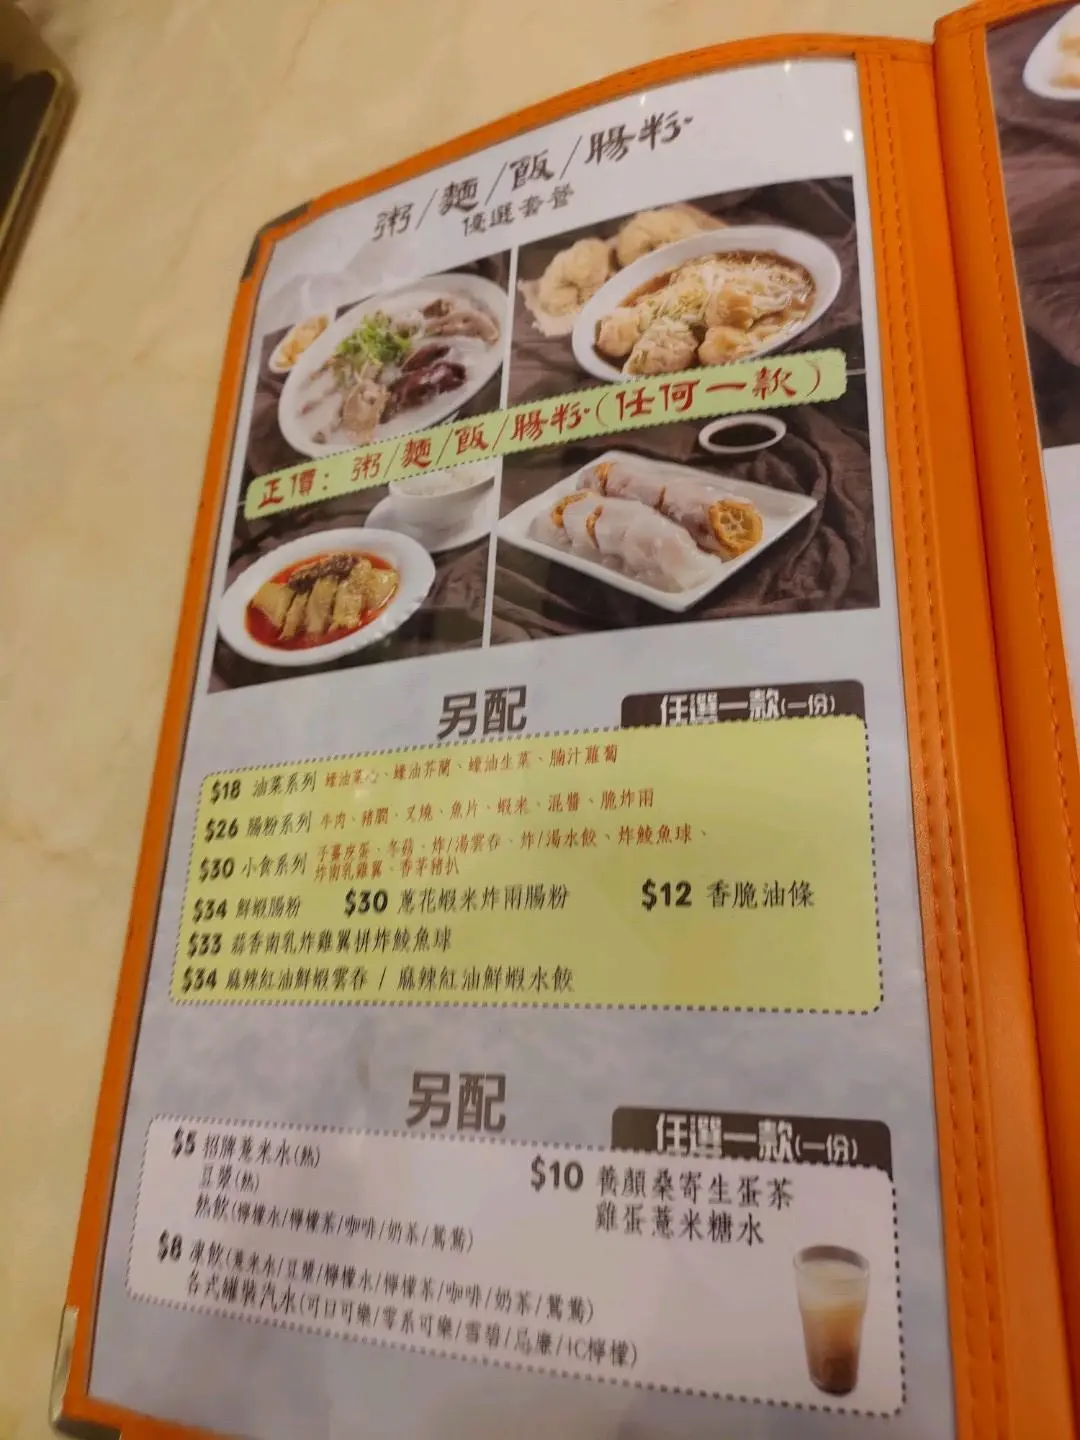 粥/麵/飯/腸粉
優選套餐
正價：粥/麵/飯/腸粉(任何一款)
另配
任選一款(一份)
$18 油菜系列 蠔油菜心、蠔油芥蘭、蠔油生菜、腩汁蘿蔔
$26 腸粉系列 牛肉、豬膶、叉燒、魚片、蝦米、混醬、脆炸兩
$30 小食系列 子薑皮蛋、冬菇、炸/湯雲吞、炸/湯水餃、炸鯪魚球、
炸南乳雞翼、香茅豬扒
$34 鮮蝦腸粉 $30 蔥花蝦米炸兩腸粉 $12 香脆油條
$33 蒜香南乳炸雞翼拼炸鯪魚球
$34 麻辣紅油鮮蝦雲吞 / 麻辣紅油鮮蝦水餃
另配
任選一款(一份)
$5 招牌薏米水(熱)
豆漿(熱)
熱飲(檸檬水/檸檬茶/咖啡/奶茶/鴛鴦)
$8 凍飲(薏米水/豆漿/檸檬水/檸檬茶/咖啡/奶茶/鴛鴦)
各式罐裝汽水(可口可樂/零系可樂/雪碧/忌廉/+C檸檬)
$10 養顏桑寄生蛋茶
雞蛋薏米糖水